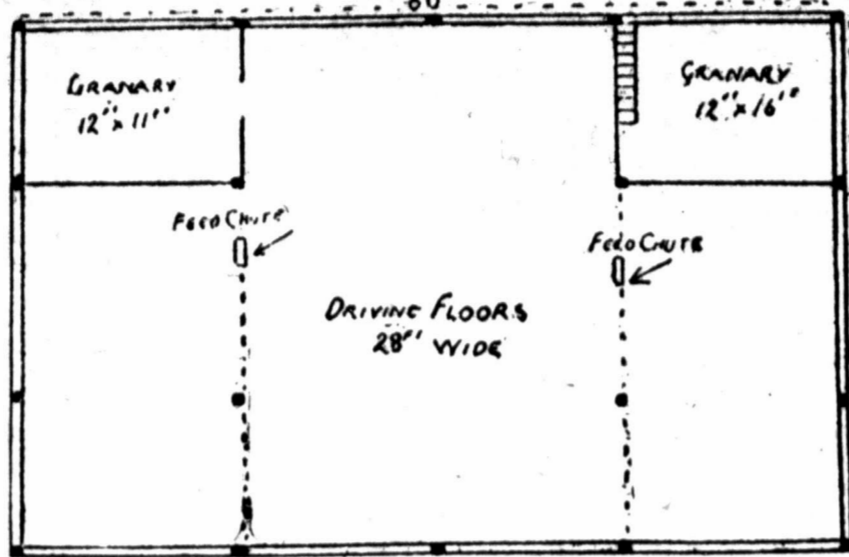 60
GRANARY
12'' x 11''
GRANARY
12'' x 16''
FEED CHUTE
FEED CHUTE
DRIVING FLOORS
28'' WIDE